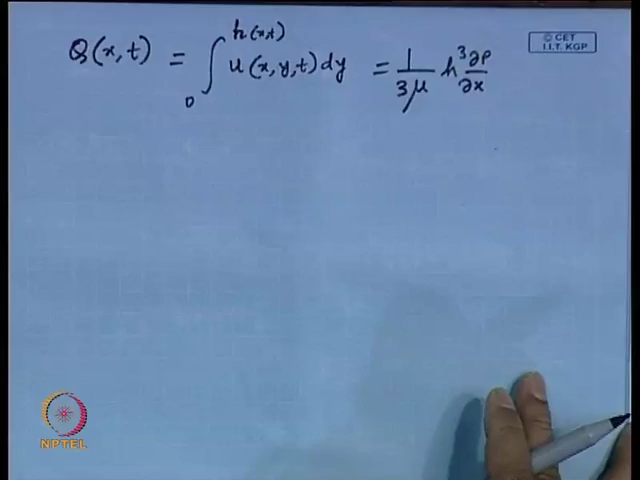 Q(x,t) = ∫₀^{h(x,t)} u(x,y,t) dy = 1/(3μ) h³ ∂p/∂x
© CET
I.I.T. KGP
NPTEL